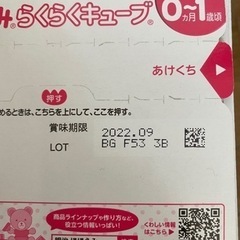 らくらくキューブ®
0ヵ月~1歳頃
あけくち
押す
めるときは、こちらを上にして、ここを押す。
賞味期限 2022.09
LOT BG F53 3B
商品ラインナップや作り方など、
役立つ情報いっぱい!
くわしい情報
はこちら